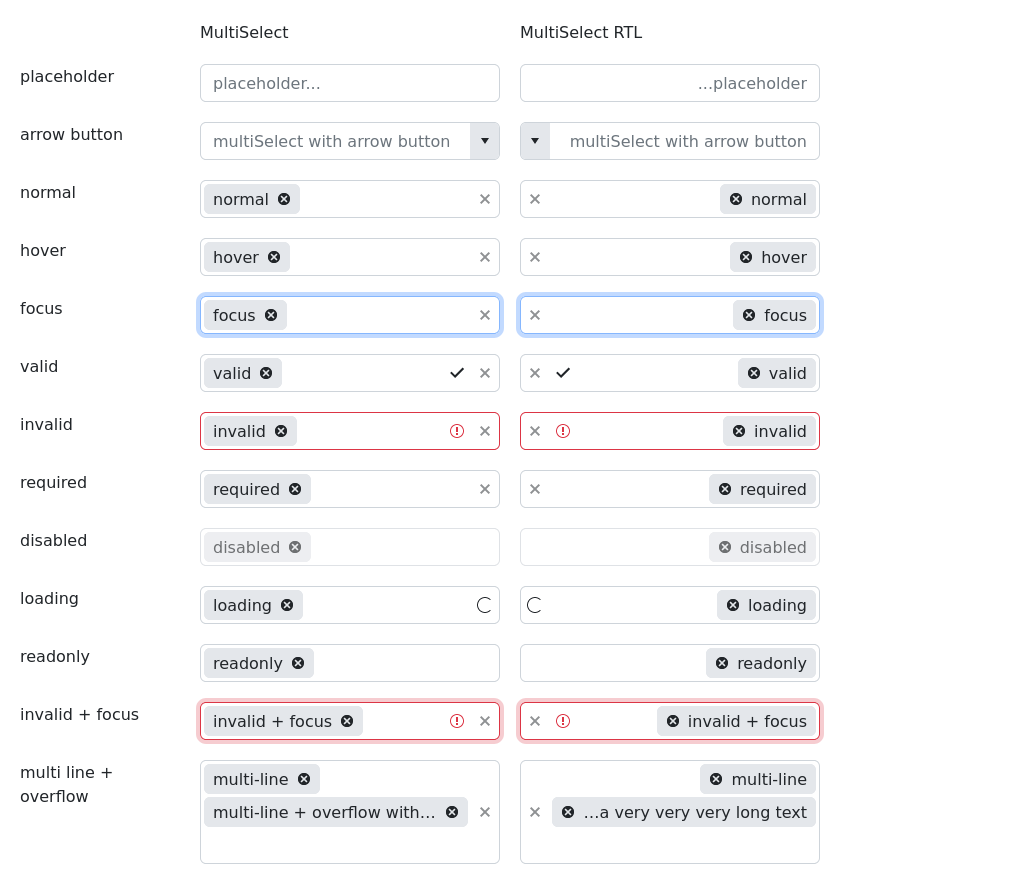 MultiSelect MultiSelect RTL
placeholder placeholder... ...placeholder
arrow button multiSelect with arrow button multiSelect with arrow button
normal normal normal
hover hover hover
focus focus focus
valid valid valid
invalid invalid invalid
required required required
disabled disabled disabled
loading loading loading
readonly readonly readonly
invalid + focus invalid + focus invalid + focus
multi line + multi-line multi-line
overflow multi-line + overflow with... ...a very very very long text